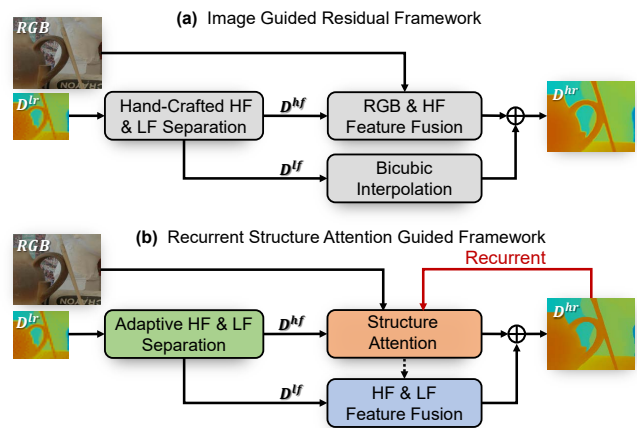 (a) Image Guided Residual Framework
RGB
D^{lr}
Hand-Crafted HF
& LF Separation
D^{hf}
RGB & HF
Feature Fusion
D^{hr}
D^{lf}
Bicubic
Interpolation
(b) Recurrent Structure Attention Guided Framework
RGB
Recurrent
D^{lr}
Adaptive HF & LF
Separation
D^{hf}
Structure
Attention
D^{hr}
D^{lf}
HF & LF
Feature Fusion